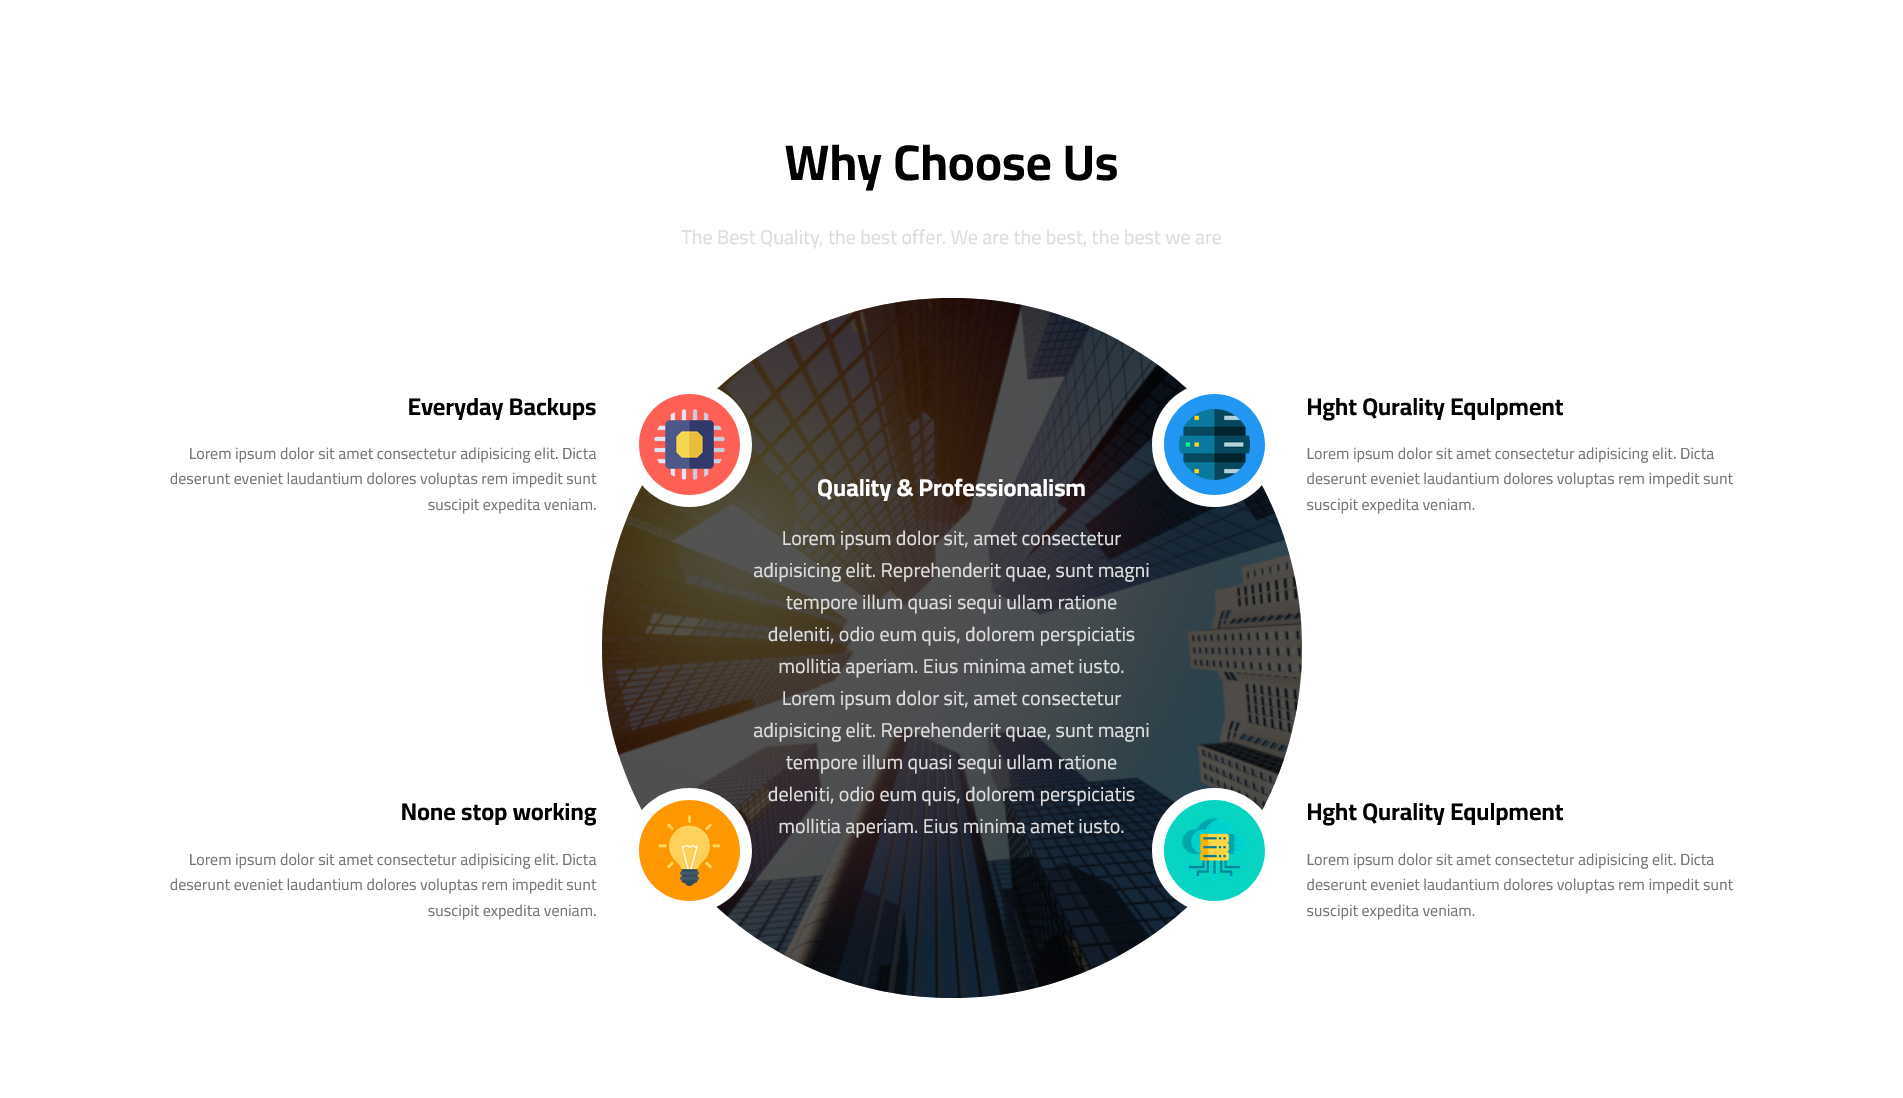 Why Choose Us
The Best Quality, the best offer. We are the best, the best we are
Everyday Backups
Lorem ipsum dolor sit amet consectetur adipisicing elit. Dicta
deserunt eveniet laudantium dolores voluptas rem impedit sunt
suscipit expedita veniam.
Hght Qurality Equlpment
Lorem ipsum dolor sit amet consectetur adipisicing elit. Dicta
deserunt eveniet laudantium dolores voluptas rem impedit sunt
suscipit expedita veniam.
Quality & Professionalism
Lorem ipsum dolor sit, amet consectetur
adipisicing elit. Reprehenderit quae, sunt magni
tempore illum quasi sequi ullam ratione
deleniti, odio eum quis, dolorem perspiciatis
mollitia aperiam. Eius minima amet iusto.
Lorem ipsum dolor sit, amet consectetur
adipisicing elit. Reprehenderit quae, sunt magni
tempore illum quasi sequi ullam ratione
deleniti, odio eum quis, dolorem perspiciatis
mollitia aperiam. Eius minima amet iusto.
None stop working
Lorem ipsum dolor sit amet consectetur adipisicing elit. Dicta
deserunt eveniet laudantium dolores voluptas rem impedit sunt
suscipit expedita veniam.
Hght Qurality Equlpment
Lorem ipsum dolor sit amet consectetur adipisicing elit. Dicta
deserunt eveniet laudantium dolores voluptas rem impedit sunt
suscipit expedita veniam.